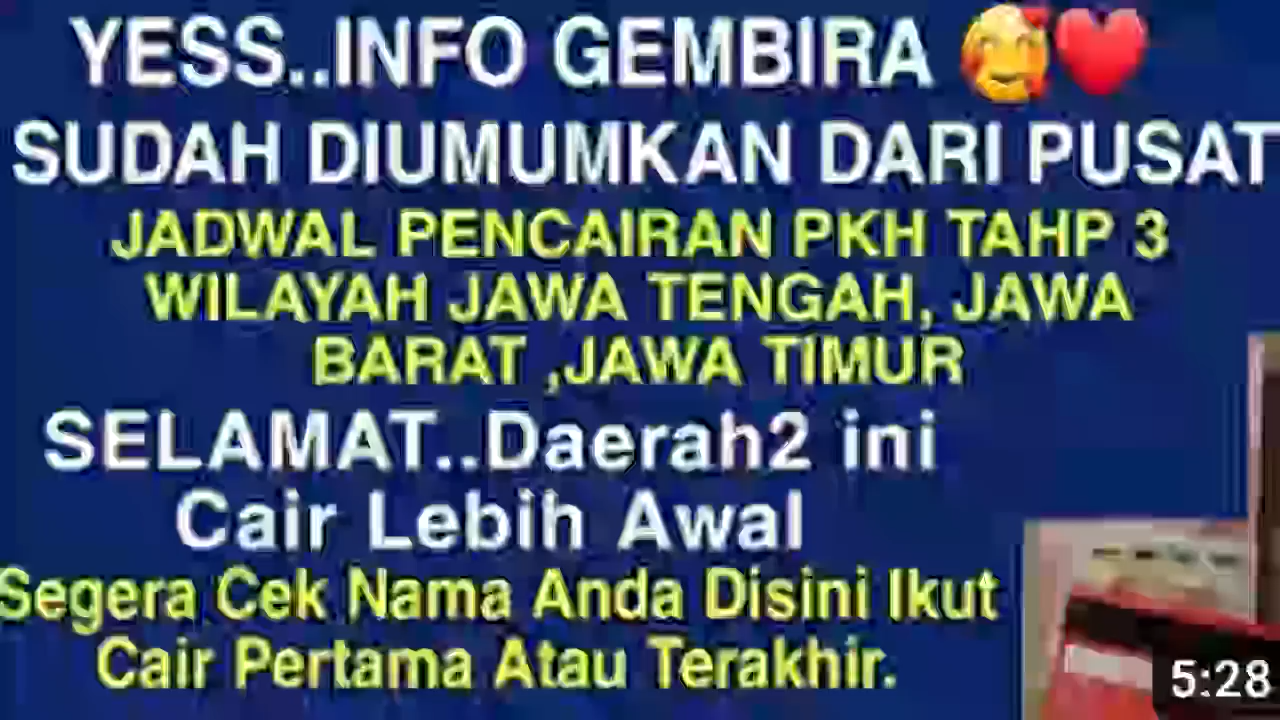 YESS..INFO GEMBIRA 🥰❤️
SUDAH DIUMUMKAN DARI PUSAT
JADWAL PENCAIRAN PKH TAHP 3
WILAYAH JAWA TENGAH, JAWA
BARAT ,JAWA TIMUR
SELAMAT..Daerah2 ini
Cair Lebih Awal
Segera Cek Nama Anda Disini Ikut
Cair Pertama Atau Terakhir.
5:28